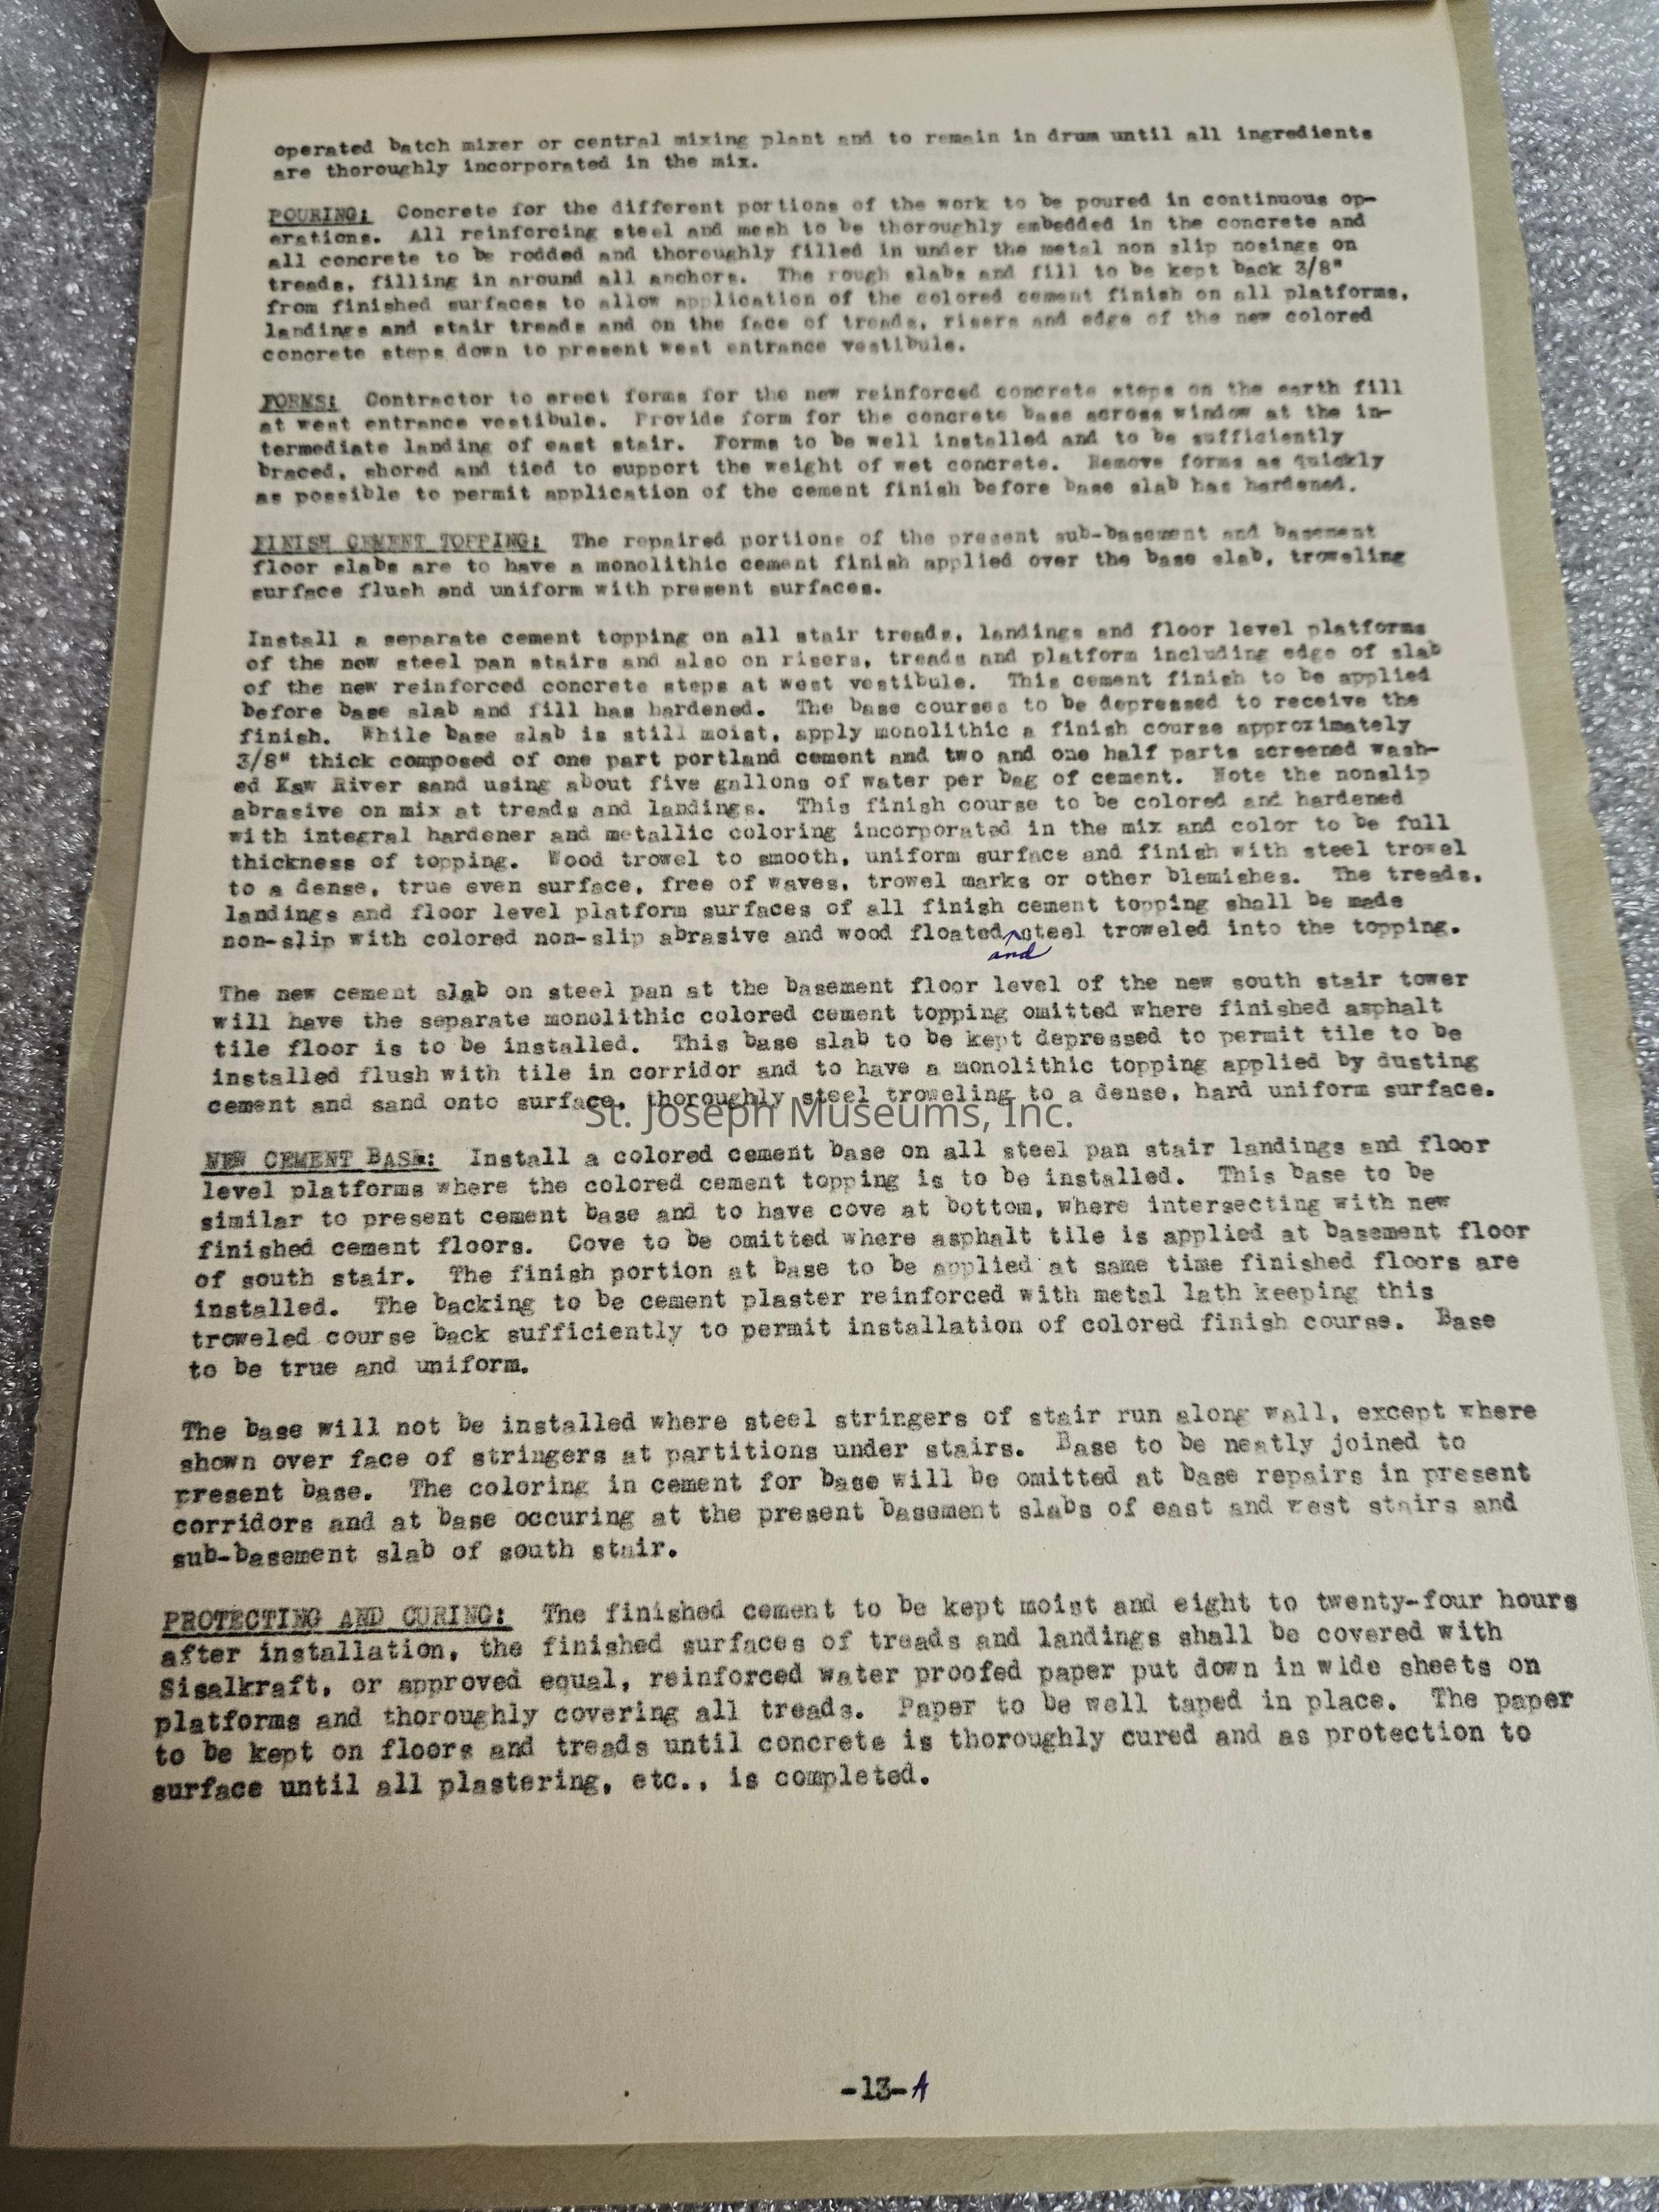 operated batch mixer or central mixing plant and to remain in drum until all ingredients
are thoroughly incorporated in the mix.
POURING: Concrete for the different portions of the work to be poured in continuous op-
erations. All reinforcing steel and mesh to be thoroughly embedded in the concrete and
all concrete to be rodded and thoroughly filled in under the metal non slip nosings on
treads, filling in around all anchors. The rough slabs and fill to be kept back 3/8"
from finished surfaces to allow application of the colored cement finish on all platforms,
landings and stair treads and on the face of treads, risers and edge of the new colored
concrete steps down to present west entrance vestibule.
FORMS: Contractor to erect forms for the new reinforced concrete steps on the earth fill
at west entrance vestibule. Provide form for the concrete base across window at the in-
termediate landing of east stair. Forms to be well installed and to be sufficiently
braced, shored and tied to support the weight of wet concrete. Remove forms as quickly
as possible to permit application of the cement finish before base slab has hardened.
FINISH CEMENT TOPPING: The repaired portions of the present sub-basement and basement
floor slabs are to have a monolithic cement finish applied over the base slab, troweling
surface flush and uniform with present surfaces.
Install a separate cement topping on all stair treads, landings and floor level platforms
of the new steel pan stairs and also on risers, treads and platform including edge of slab
of the new reinforced concrete steps at west vestibule. This cement finish to be applied
before base slab and fill has hardened. The base courses to be depressed to receive the
finish. While base slab is still moist, apply monolithic a finish course approximately
3/8" thick composed of one part portland cement and two and one half parts screened wash-
ed Kaw River sand using about five gallons of water per bag of cement. Note the nonslip
abrasive on mix at treads and landings. This finish course to be colored and hardened
with integral hardener and metallic coloring incorporated in the mix and color to be full
thickness of topping. Wood trowel to smooth, uniform surface and finish with steel trowel
to a dense, true even surface, free of waves, trowel marks or other blemishes. The treads,
landings and floor level platform surfaces of all finish cement topping shall be made
non-slip with colored non-slip abrasive and wood floated steel troweled into the topping.
and
The new cement slab on steel pan at the basement floor level of the new south stair tower
will have the separate monolithic colored cement topping omitted where finished asphalt
tile floor is to be installed. This base slab to be kept depressed to permit tile to be
installed flush with tile in corridor and to have a monolithic topping applied by dusting
cement and sand onto surface, thoroughly steel troweling to a dense, hard uniform surface.
St. Joseph Museums, Inc.
NEW CEMENT BASE: Install a colored cement base on all steel pan stair landings and floor
level platforms where the colored cement topping is to be installed. This base to be
similar to present cement base and to have cove at bottom, where intersecting with new
finished cement floors. Cove to be omitted where asphalt tile is applied at basement floor
of south stair. The finish portion at base to be applied at same time finished floors are
installed. The backing to be cement plaster reinforced with metal lath keeping this
troweled course back sufficiently to permit installation of colored finish course. Base
to be true and uniform.
The base will not be installed where steel stringers of stair run along wall, except where
shown over face of stringers at partitions under stairs. Base to be neatly joined to
present base. The coloring in cement for base will be omitted at base repairs in present
corridors and at base occuring at the present basement slabs of east and west stairs and
sub-basement slab of south stair.
PROTECTING AND CURING: The finished cement to be kept moist and eight to twenty-four hours
after installation, the finished surfaces of treads and landings shall be covered with
Sisalkraft, or approved equal, reinforced water proofed paper put down in wide sheets on
platforms and thoroughly covering all treads. Paper to be well taped in place. The paper
to be kept on floors and treads until concrete is thoroughly cured and as protection to
surface until all plastering, etc., is completed.
-13-A